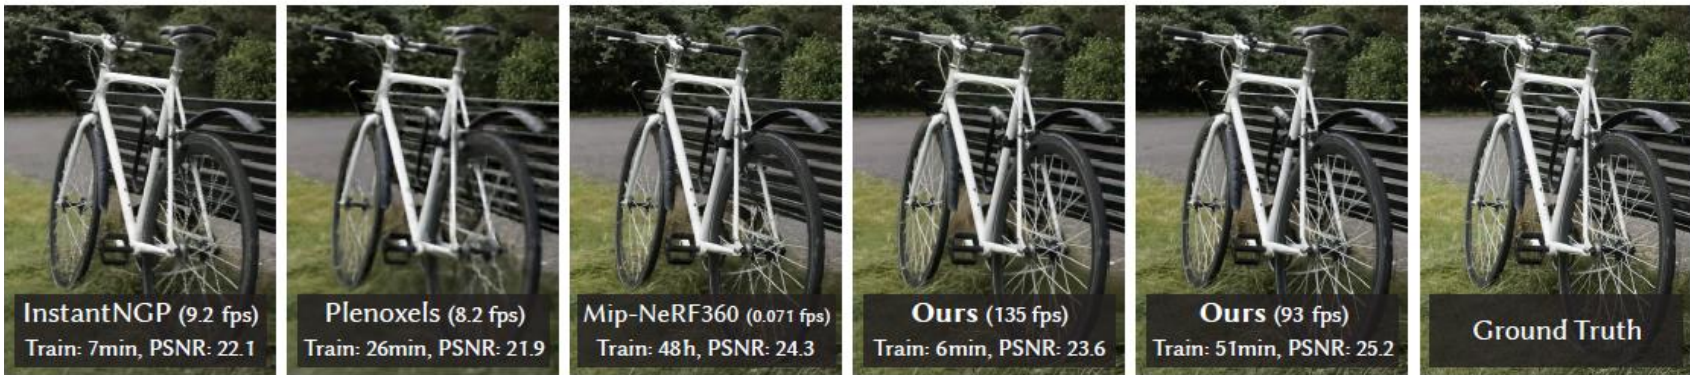 InstantNGP (9.2 fps)
Train: 7min, PSNR: 22.1
Plenoxels (8.2 fps)
Train: 26min, PSNR: 21.9
Mip-NeRF360 (0.071 fps)
Train: 48h, PSNR: 24.3
Ours (135 fps)
Train: 6min, PSNR: 23.6
Ours (93 fps)
Train: 51min, PSNR: 25.2
Ground Truth